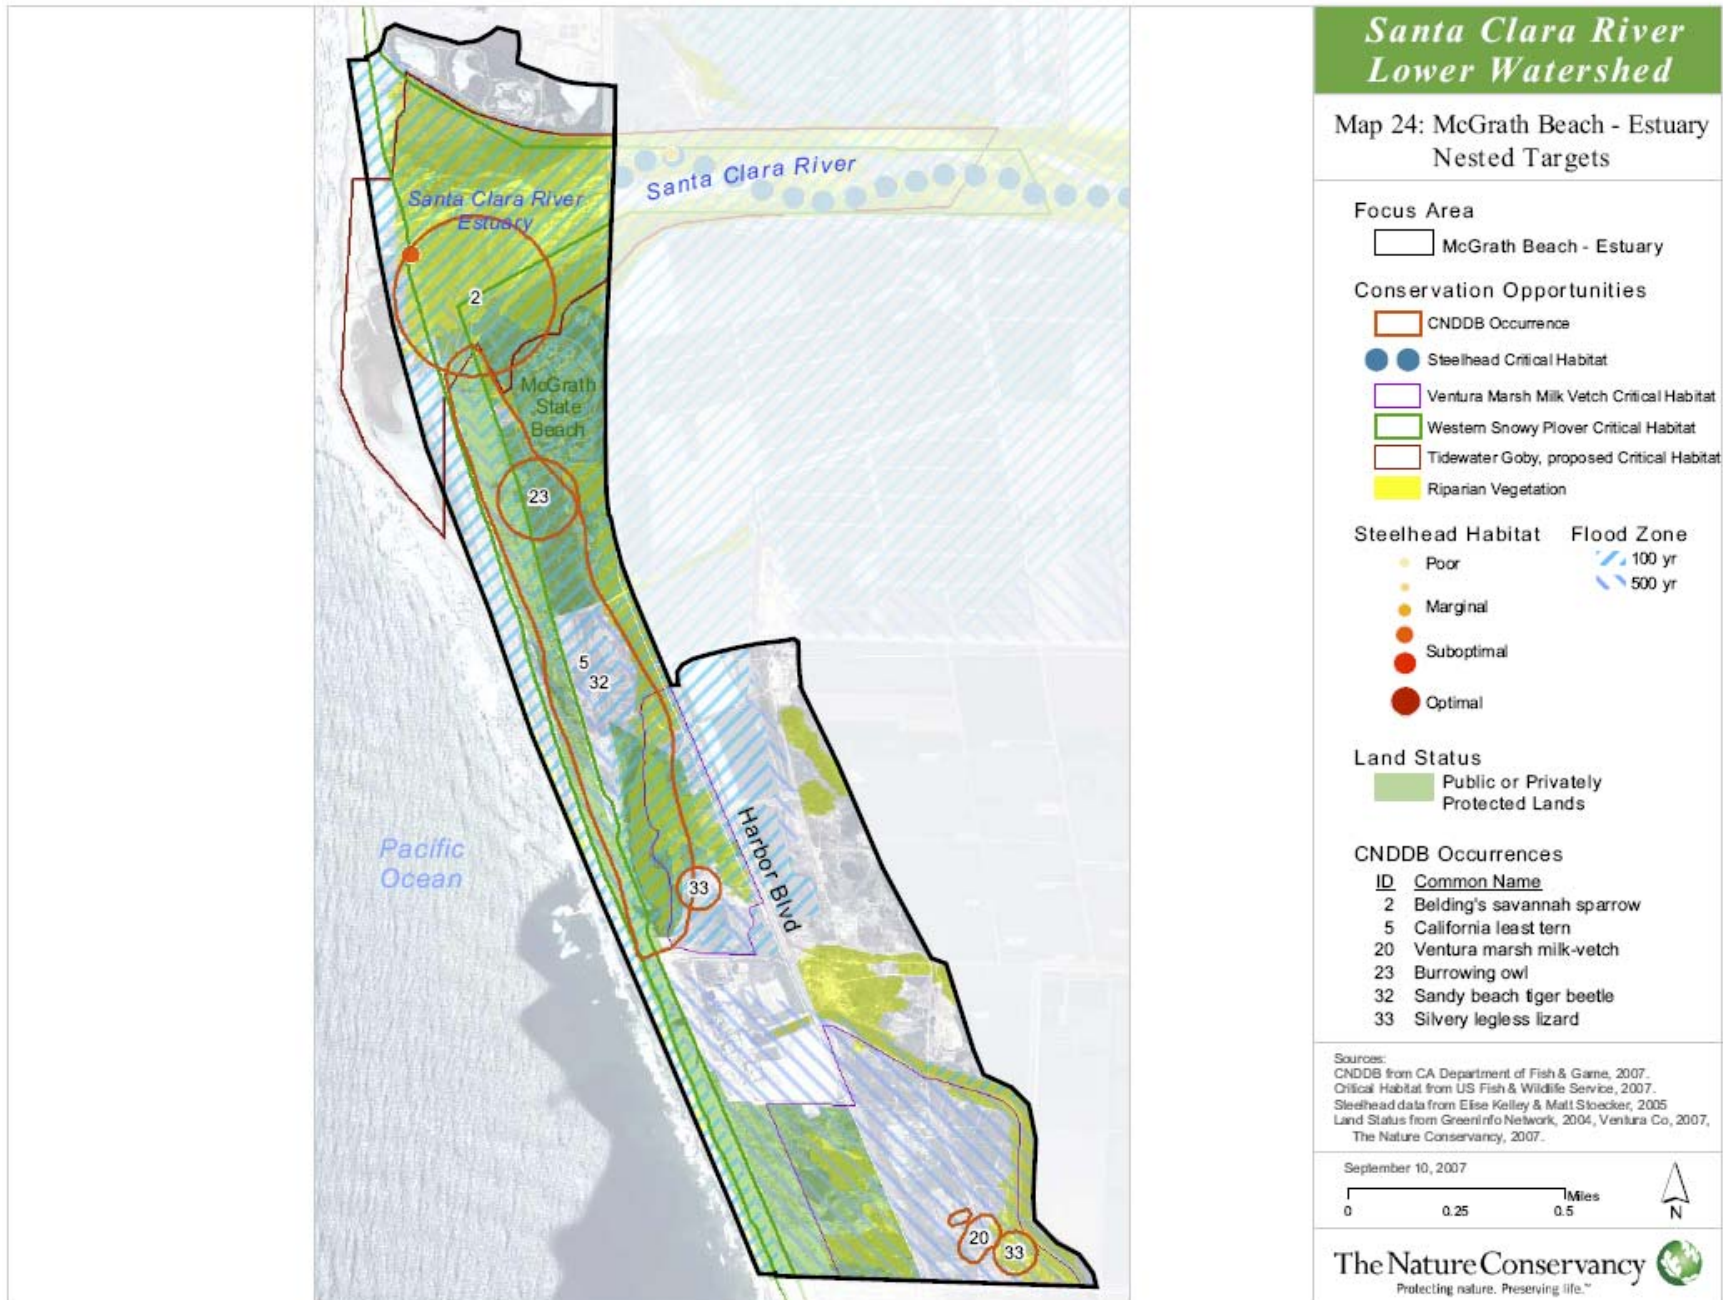 Santa Clara River
Lower Watershed
Map 24: McGrath Beach - Estuary
Nested Targets
Focus Area
McGrath Beach - Estuary
Conservation Opportunities
CNDDB Occurrence
Steelhead Critical Habitat
Ventura Marsh Milk Vetch Critical Habitat
Western Snowy Plover Critical Habitat
Tidewater Goby, proposed Critical Habitat
Riparian Vegetation
Steelhead Habitat
Poor
Marginal
Suboptimal
Optimal
Flood Zone
100 yr
500 yr
Land Status
Public or Privately
Protected Lands
CNDDB Occurrences
ID Common Name
2 Belding's savannah sparrow
5 California least tern
20 Ventura marsh milk-vetch
23 Burrowing owl
32 Sandy beach tiger beetle
33 Silvery legless lizard
Sources:
CNDDB from CA Department of Fish & Game, 2007.
Critical Habitat from US Fish & Wildlife Service, 2007.
Steelhead data from Elise Kelley & Matt Stoecker, 2005
Land Status from GreenInfo Network, 2004, Ventura Co, 2007,
The Nature Conservancy, 2007.
September 10, 2007
Miles
0 0.25 0.5
N
The Nature Conservancy
Protecting nature. Preserving life.™
Santa Clara River
Santa Clara River
Estuary
2
McGrath
State
Beach
23
5
32
Harbor Blvd
Pacific
Ocean
33
20
33